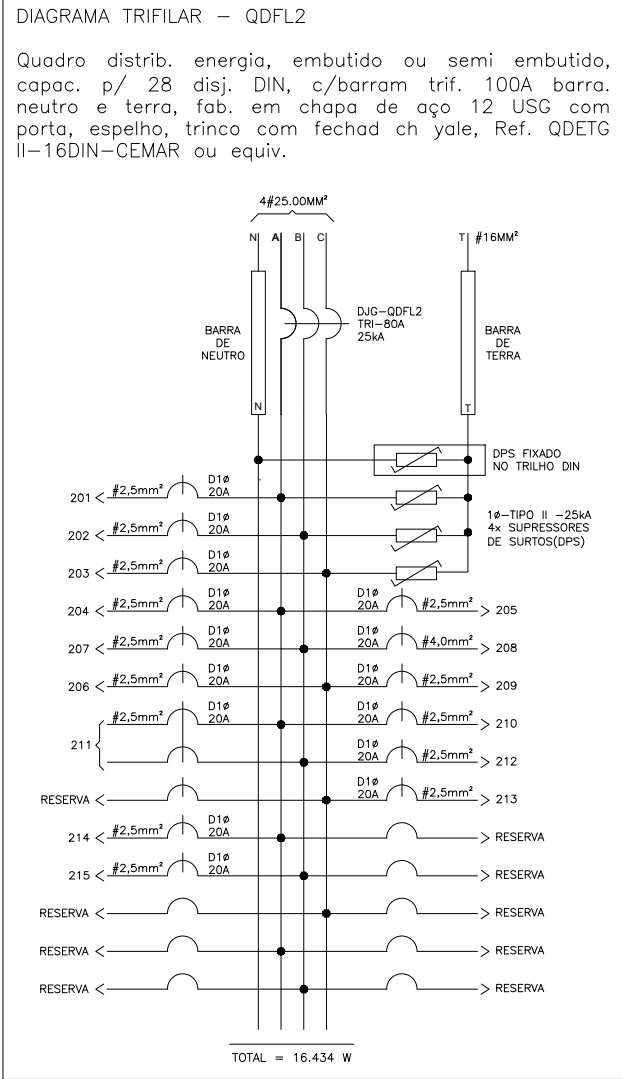 DIAGRAMA TRIFILAR – QDFL2
Quadro distrib. energia, embutido ou semi embutido,
capac. p/ 28 disj. DIN, c/barram trif. 100A barra.
neutro e terra, fab. em chapa de aço 12 USG com
porta, espelho, trinco com fechad ch yale, Ref. QDETG
II–16DIN–CEMAR ou equiv.
4#25.00MM²
N A B C
T #16MM²
DJG–QDFL2
TRI–80A
25kA
BARRA
DE
NEUTRO
BARRA
DE
TERRA
N
T
DPS FIXADO
NO TRILHO DIN
1ø–TIPO II –25kA
4x SUPRESSORES
DE SURTOS(DPS)
201 #2,5mm² D1ø 20A
202 #2,5mm² D1ø 20A
203 #2,5mm² D1ø 20A
204 #2,5mm² D1ø 20A D1ø 20A #2,5mm² 205
207 #2,5mm² D1ø 20A D1ø 20A #4,0mm² 208
206 #2,5mm² D1ø 20A D1ø 20A #2,5mm² 209
211 #2,5mm² D1ø 20A D1ø 20A #2,5mm² 210
D1ø 20A #2,5mm² 212
RESERVA D1ø 20A #2,5mm² 213
214 #2,5mm² D1ø 20A RESERVA
215 #2,5mm² D1ø 20A RESERVA
RESERVA RESERVA
RESERVA RESERVA
RESERVA RESERVA
TOTAL = 16.434 W